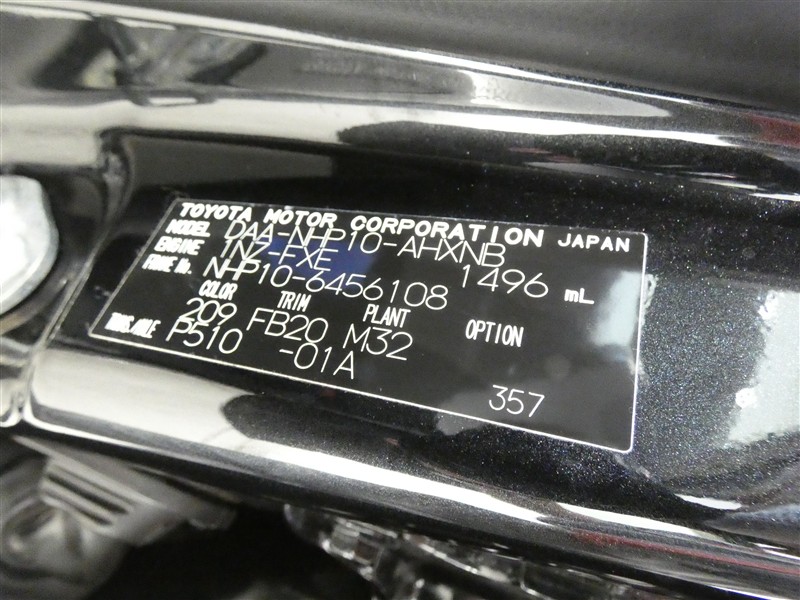 TOYOTA MOTOR CORPORATION JAPAN
MODEL DAA-NHP10-AHXNB
ENGINE 1NZ-FXE 1496 mL
FRAME No. NHP10-6456108
COLOR TRIM PLANT OPTION
209 FB20 M32
TRANS./AXLE P510 -01A
357